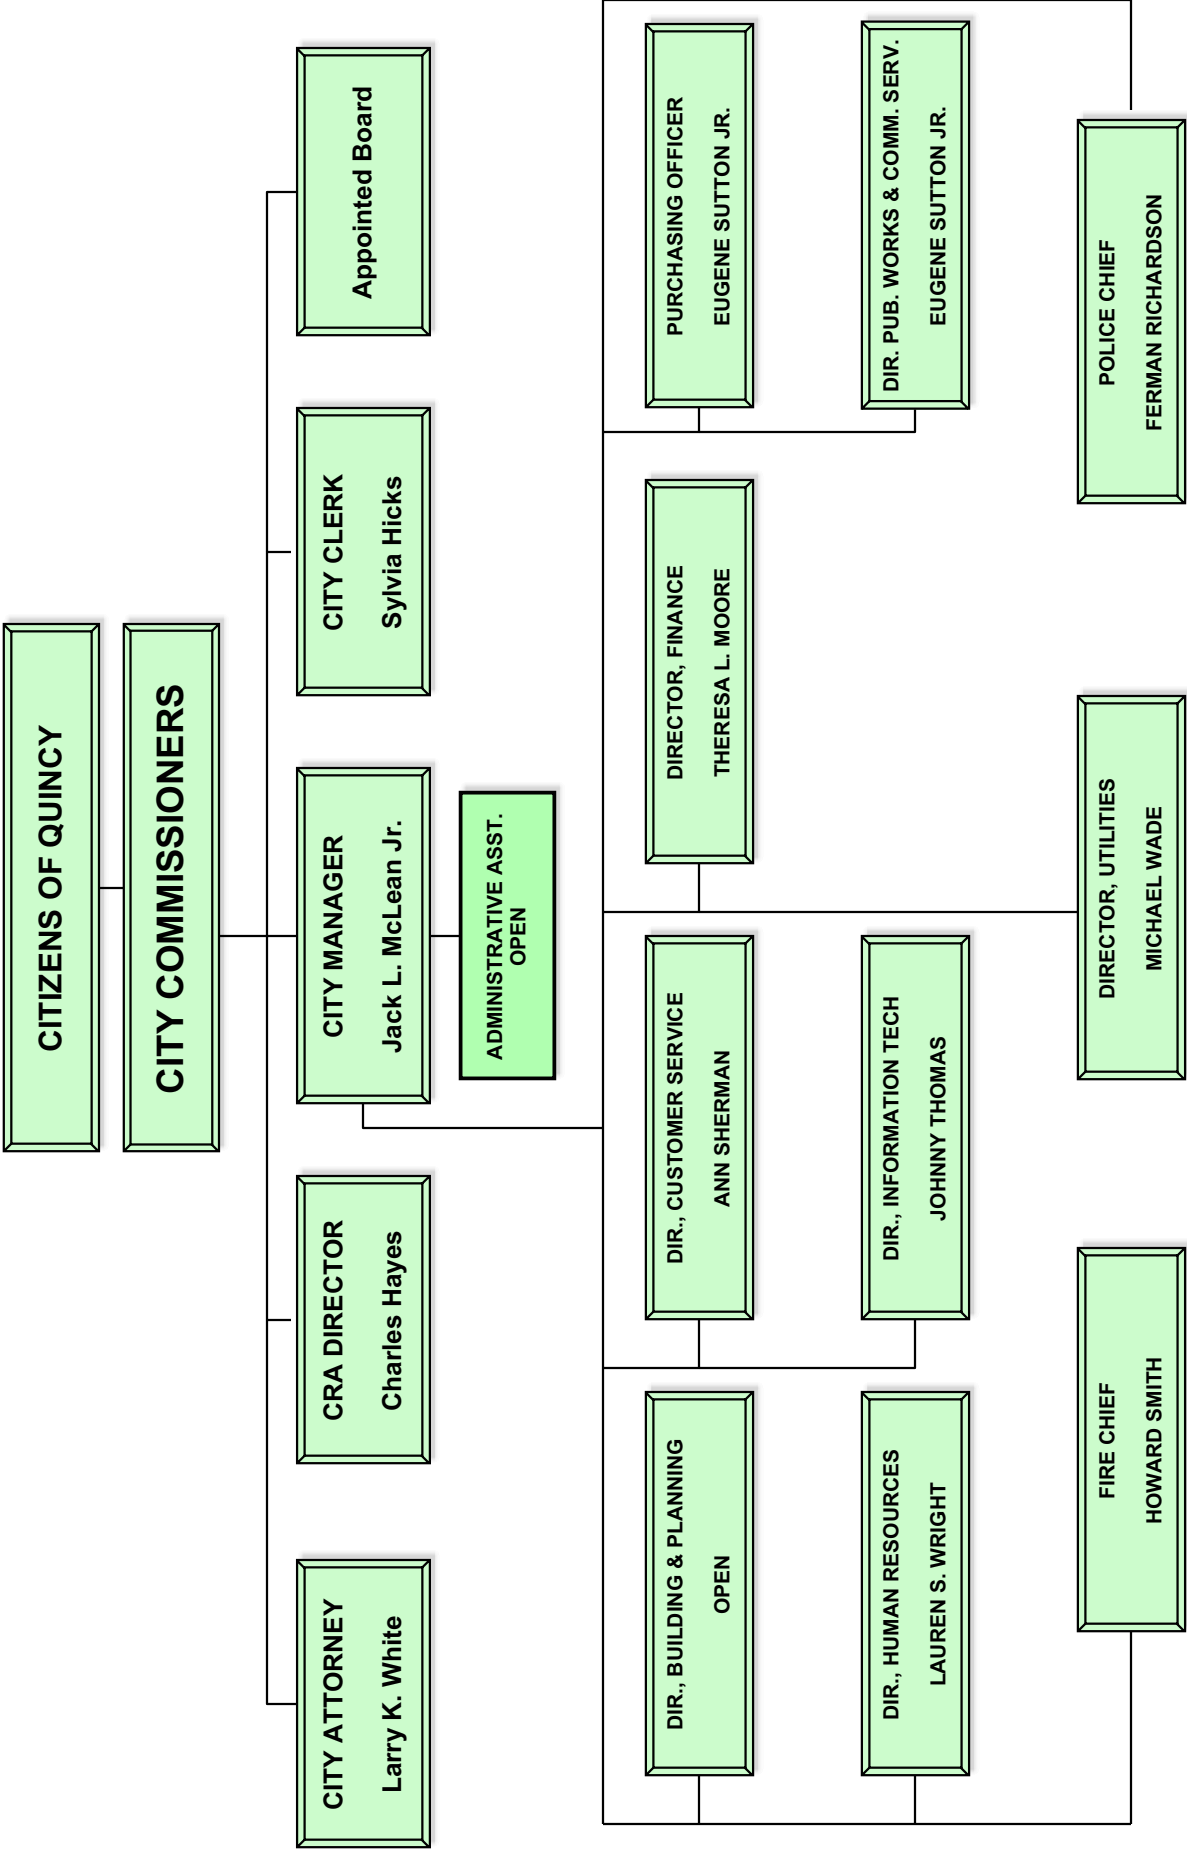 CITIZENS OF QUINCY
CITY COMMISSIONERS
CITY ATTORNEY
Larry K. White
CRA DIRECTOR
Charles Hayes
CITY MANAGER
Jack L. McLean Jr.
CITY CLERK
Sylvia Hicks
Appointed Board
ADMINISTRATIVE ASST.
OPEN
DIR., BUILDING & PLANNING
OPEN
DIR., CUSTOMER SERVICE
ANN SHERMAN
DIRECTOR, FINANCE
THERESA L. MOORE
PURCHASING OFFICER
EUGENE SUTTON JR.
DIR., HUMAN RESOURCES
LAUREN S. WRIGHT
DIR., INFORMATION TECH
JOHNNY THOMAS
DIR. PUB. WORKS & COMM. SERV.
EUGENE SUTTON JR.
FIRE CHIEF
HOWARD SMITH
DIRECTOR, UTILITIES
MICHAEL WADE
POLICE CHIEF
FERMAN RICHARDSON